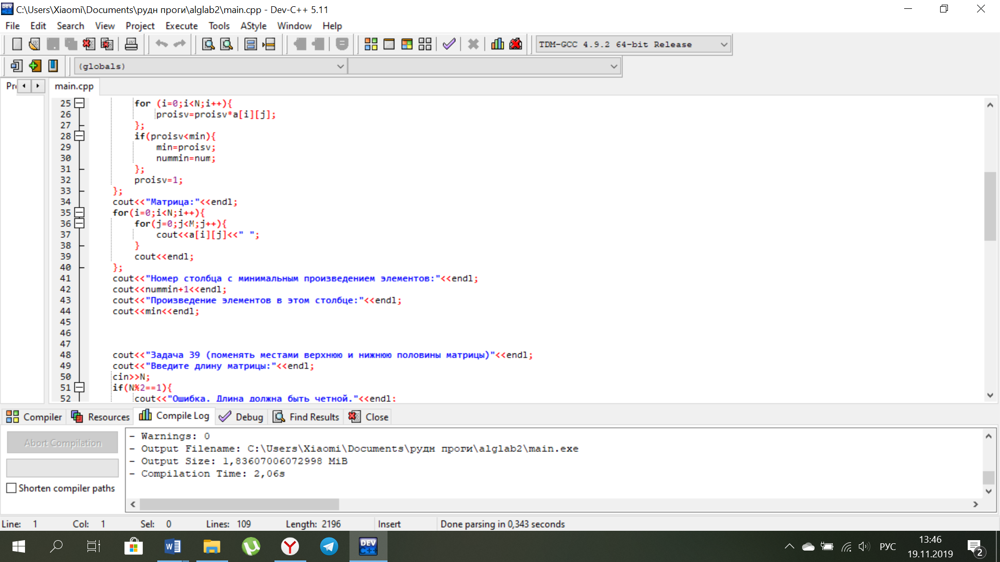 C:\Users\Xiaomi\Documents\рудн проги\alglab2\main.cpp - Dev-C++ 5.11
File Edit Search View Project Execute Tools AStyle Window Help
TDM-GCC 4.9.2 64-bit Release
(globals)
main.cpp
25 for (i=0;i<N;i++){
26 proisv=proisv*a[i][j];
27 };
28 if(proisv<min){
29 min=proisv;
30 nummin=num;
31 };
32 proisv=1;
33 };
34 cout<<"Матрица:"<<endl;
35 for(i=0;i<N;i++){
36 for(j=0;j<M;j++){
37 cout<<a[i][j]<<" ";
38 }
39 cout<<endl;
40 };
41 cout<<"Номер столбца с минимальным произведением элементов:"<<endl;
42 cout<<nummin+1<<endl;
43 cout<<"Произведение элементов в этом столбце:"<<endl;
44 cout<<min<<endl;
45
46
47
48 cout<<"Задача 39 (поменять местами верхнюю и нижнюю половины матрицы)"<<endl;
49 cout<<"Введите длину матрицы:"<<endl;
50 cin>>N;
51 if(N%2==1){
52 cout<<"Ошибка. Длина должна быть четной."<<endl;
Compiler Resources Compile Log Debug Find Results Close
Abort Compilation
Shorten compiler paths
- Warnings: 0
- Output Filename: C:\Users\Xiaomi\Documents\рудн проги\alglab2\main.exe
- Output Size: 1,83607006072998 MiB
- Compilation Time: 2,06s
Line: 1 Col: 1 Sel: 0 Lines: 109 Length: 2196 Insert Done parsing in 0,343 seconds
РУС
13:46
19.11.2019
2